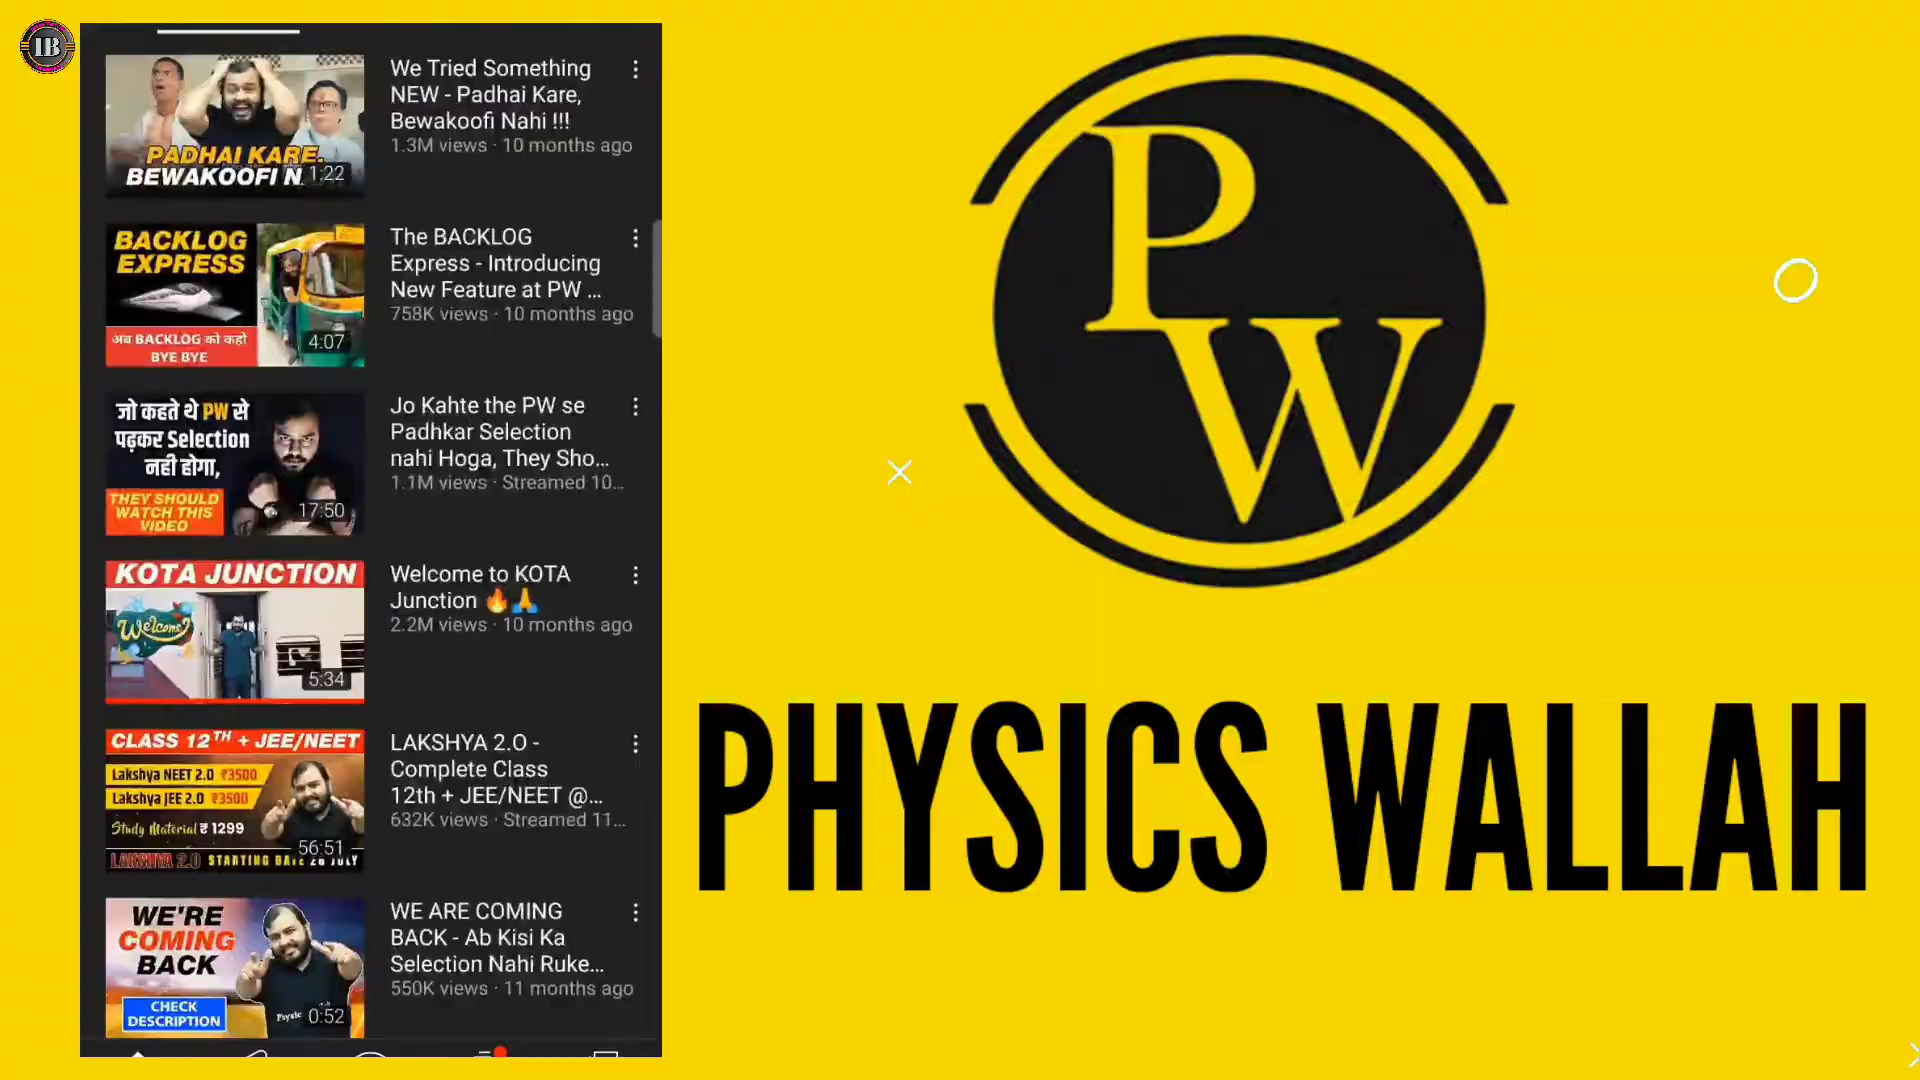 IB
We Tried Something
NEW - Padhai Kare,
Bewakoofi Nahi !!!
1.3M views · 10 months ago
PADHAI KARE,
BEWAKOOFI N
1:22
The BACKLOG
Express - Introducing
New Feature at PW ...
758K views · 10 months ago
BACKLOG
EXPRESS
अब BACKLOG को कहो
BYE BYE
4:07
Jo Kahte the PW se
Padhkar Selection
nahi Hoga, They Sho...
1.1M views · Streamed 10...
जो कहते थे PW से
पढ़कर Selection
नही होगा,
THEY SHOULD
WATCH THIS
VIDEO
17:50
Welcome to KOTA
Junction 🔥🙏
2.2M views · 10 months ago
KOTA JUNCTION
Welcome
5:34
LAKSHYA 2.O -
Complete Class
12th + JEE/NEET @...
632K views · Streamed 11...
CLASS 12TH + JEE/NEET
Lakshya NEET 2.0 ₹3500
Lakshya JEE 2.0 ₹3500
Study Material ₹ 1299
56:51
LAKSHYA 2.0 STARTING DATE 26 JULY
WE ARE COMING
BACK - Ab Kisi Ka
Selection Nahi Ruke...
550K views · 11 months ago
WE'RE
COMING
BACK
CHECK
DESCRIPTION
Physic
0:52
PW
PHYSICS WALLAH